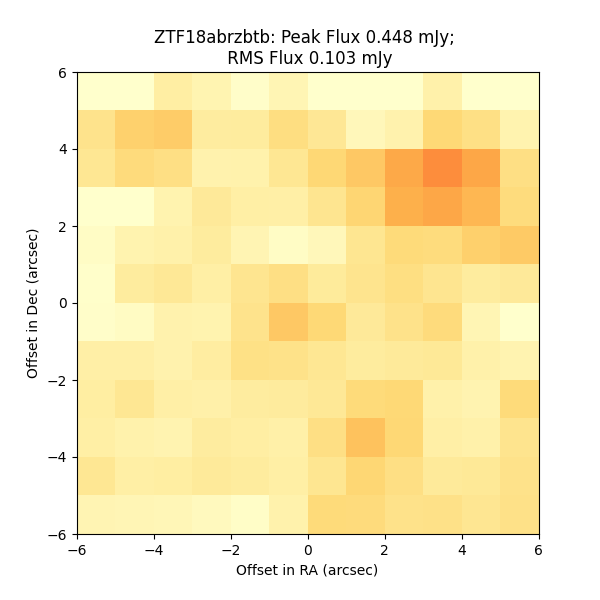 ZTF18abrzbtb: Peak Flux 0.448 mJy;
RMS Flux 0.103 mJy
6
4
2
0
−2
−4
−6
Offset in Dec (arcsec)
−6 −4 −2 0 2 4 6
Offset in RA (arcsec)